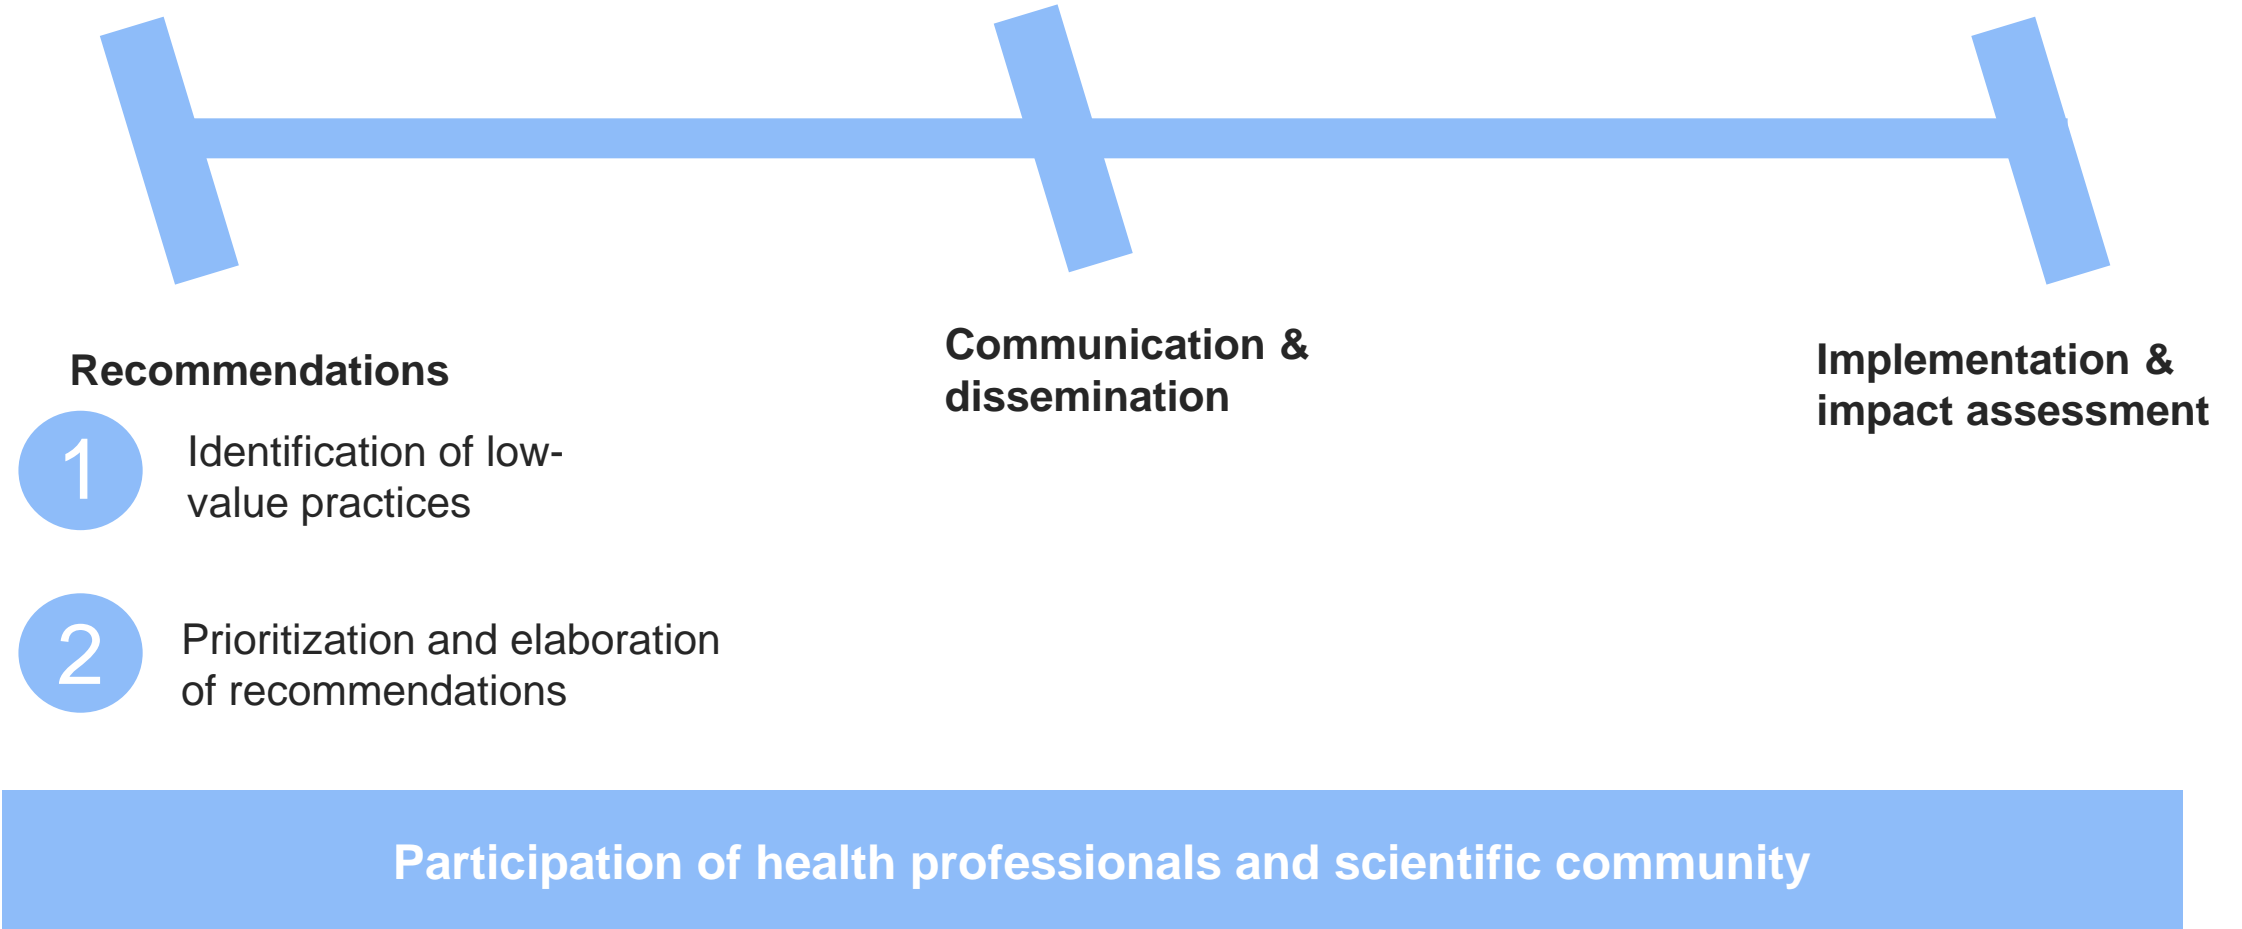 Recommendations
1
Identification of low-
value practices
2
Prioritization and elaboration
of recommendations
Communication &
dissemination
Implementation &
impact assessment
Participation of health professionals and scientific community